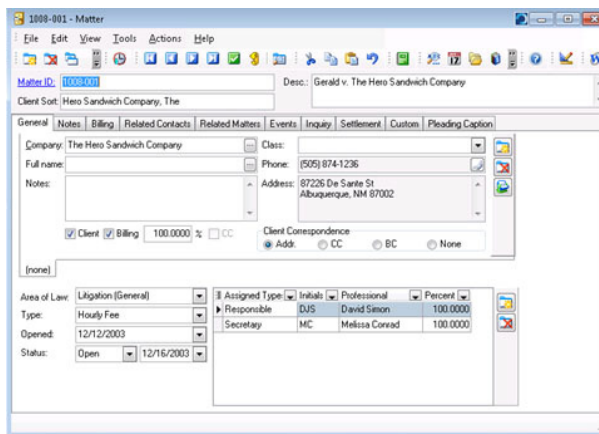 1008-001 - Matter
File Edit View Tools Actions Help
Matter ID: 1008-001 Desc.: Gerald v. The Hero Sandwich Company
Client Sort: Hero Sandwich Company, The
General Notes Billing Related Contacts Related Matters Events Inquiry Settlement Custom Pleading Caption
Company: The Hero Sandwich Company Class:
Full name: Phone: (505) 874-1236
Notes: Address: 87226 De Sante St
Albuquerque, NM 87002
Client Billing 100.0000 % CC Client Correspondence
Addr. CC BC None
(none)
Area of Law: Litigation (General) Assigned Type Initials Professional Percent
Type: Hourly Fee Responsible DJS David Simon 100.0000
Secretary MC Melissa Conrad 100.0000
Opened: 12/12/2003
Status: Open 12/16/2003